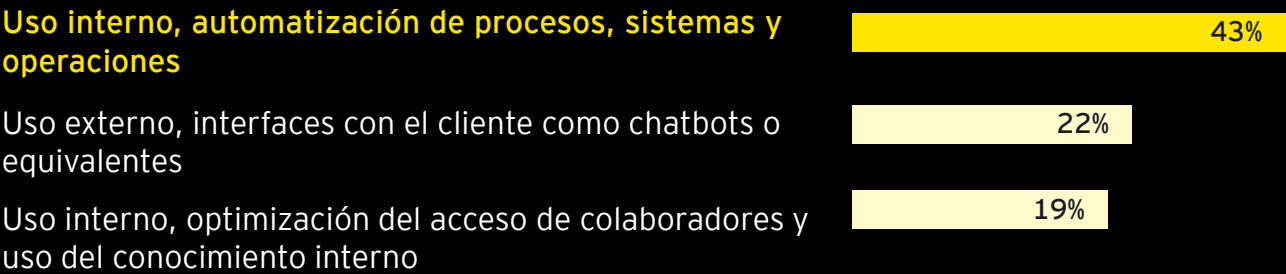 Uso interno, automatización de procesos, sistemas y
operaciones
43%
Uso externo, interfaces con el cliente como chatbots o
equivalentes
22%
Uso interno, optimización del acceso de colaboradores y
uso del conocimiento interno
19%